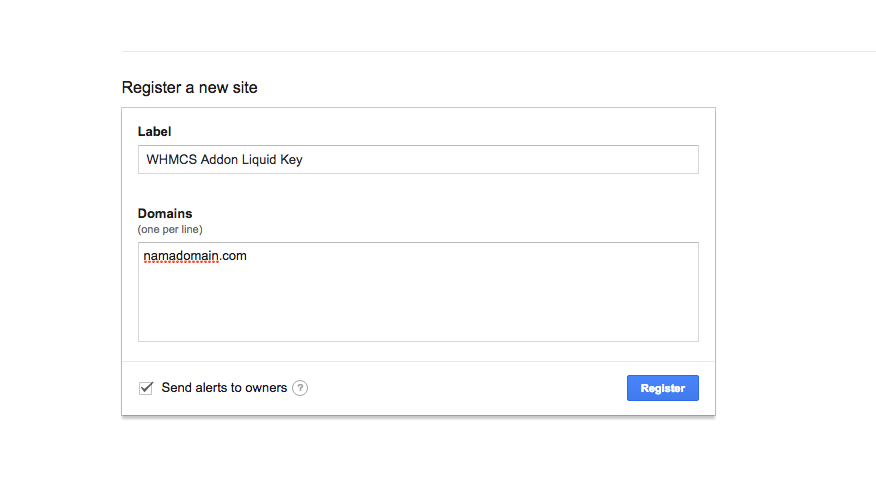 Register a new site
Label
WHMCS Addon Liquid Key
Domains
(one per line)
namadomain.com
Send alerts to owners ?
Register